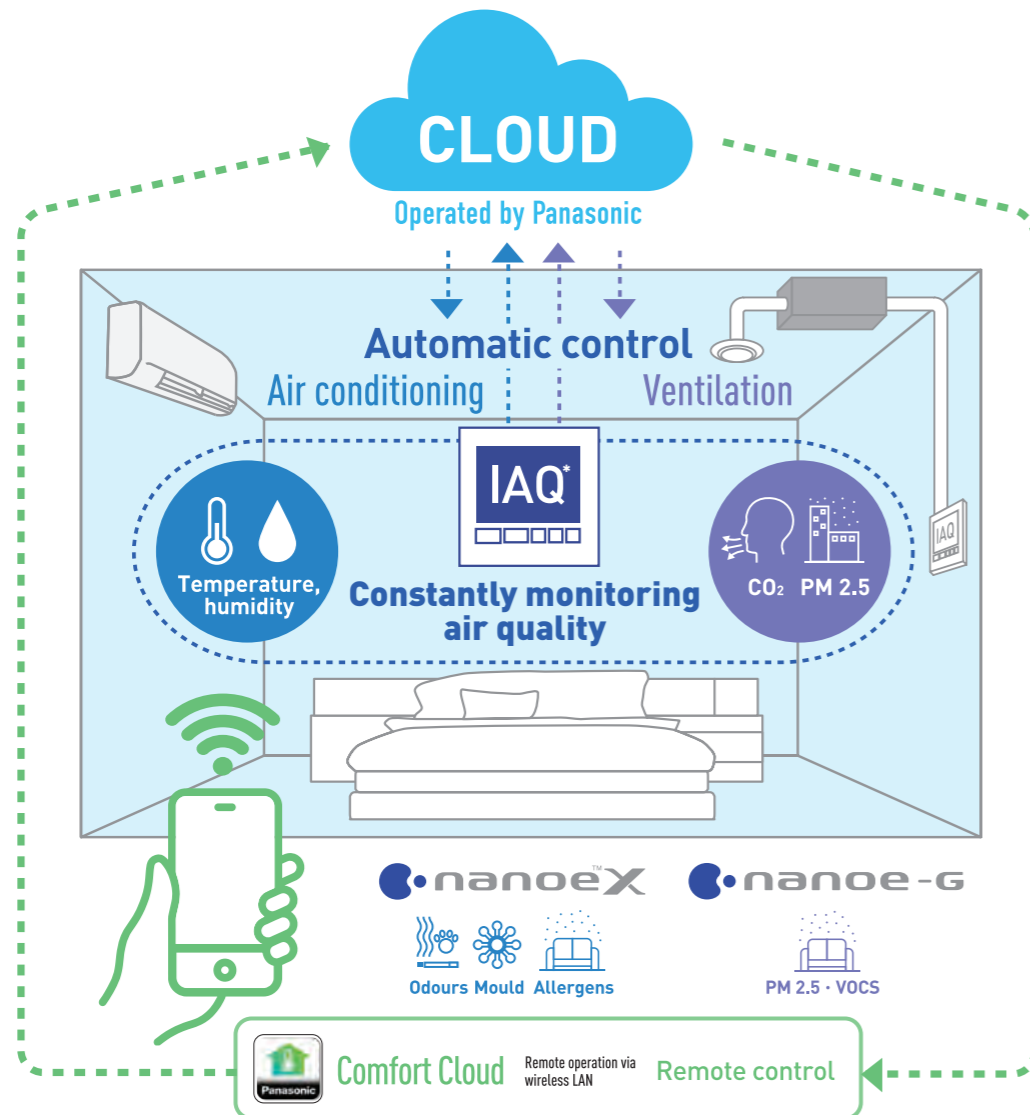 CLOUD
Operated by Panasonic
Automatic control
Air conditioning
Ventilation
IAQ*
IAQ
Temperature,
humidity
CO₂ PM 2.5
Constantly monitoring
air quality
nanoe™X
nanoe-G
Odours Mould Allergens
PM 2.5 · VOCS
Panasonic
Comfort Cloud
Remote operation via
wireless LAN
Remote control